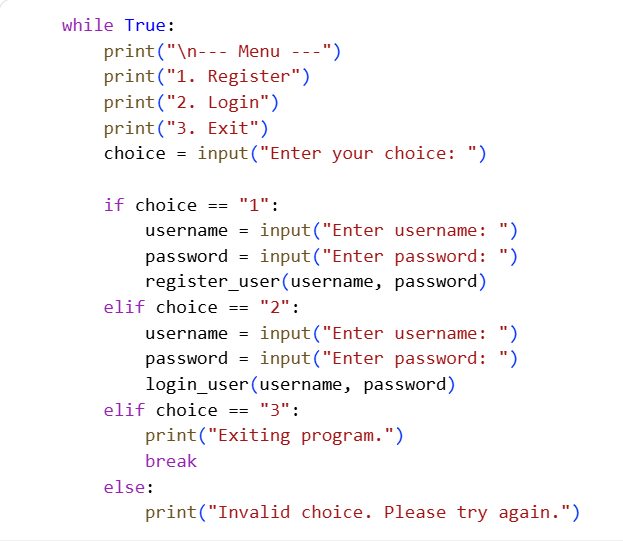 while True:
    print("\n--- Menu ---")
    print("1. Register")
    print("2. Login")
    print("3. Exit")
    choice = input("Enter your choice: ")

    if choice == "1":
        username = input("Enter username: ")
        password = input("Enter password: ")
        register_user(username, password)
    elif choice == "2":
        username = input("Enter username: ")
        password = input("Enter password: ")
        login_user(username, password)
    elif choice == "3":
        print("Exiting program.")
        break
    else:
        print("Invalid choice. Please try again.")